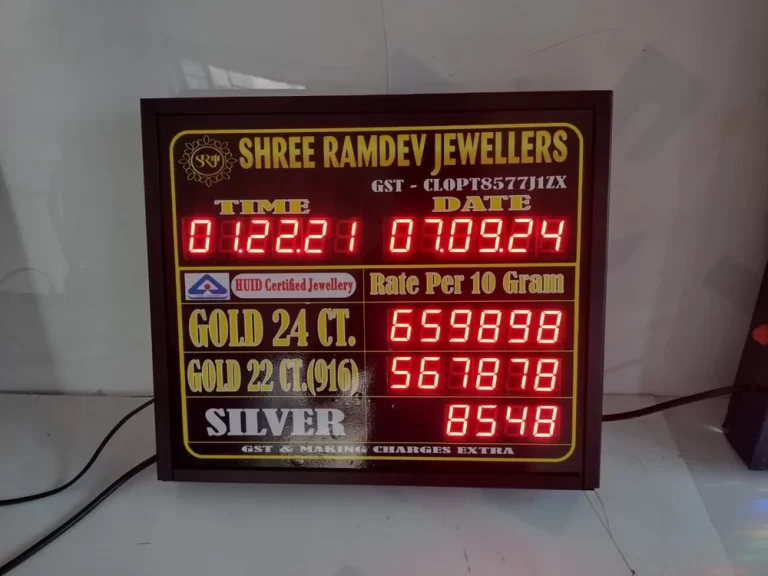 SRJ
SHREE RAMDEV JEWELLERS
GST - CLOPT8577J1ZX
TIME DATE
01.22.21 07.09.24
HUID Certified Jewellery Rate Per 10 Gram
GOLD 24 CT. 659898
GOLD 22 CT.(916) 567878
SILVER 8548
GST & MAKING CHARGES EXTRA